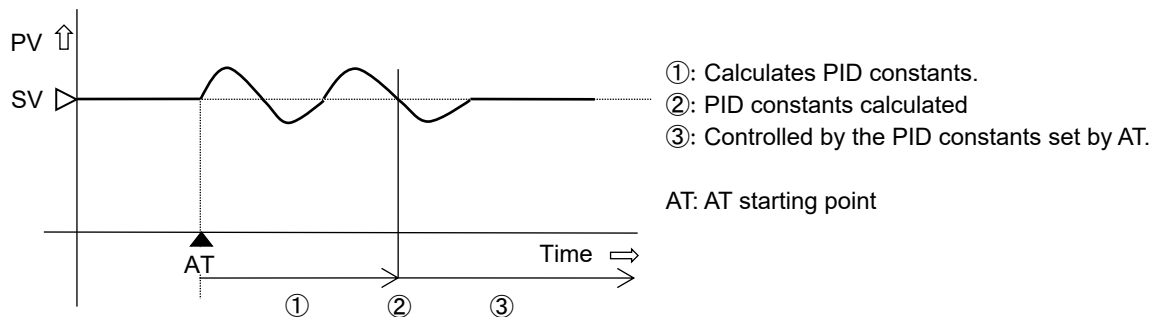 PV
SV
AT
Time
①
②
③
①: Calculates PID constants.
②: PID constants calculated
③: Controlled by the PID constants set by AT.
AT: AT starting point